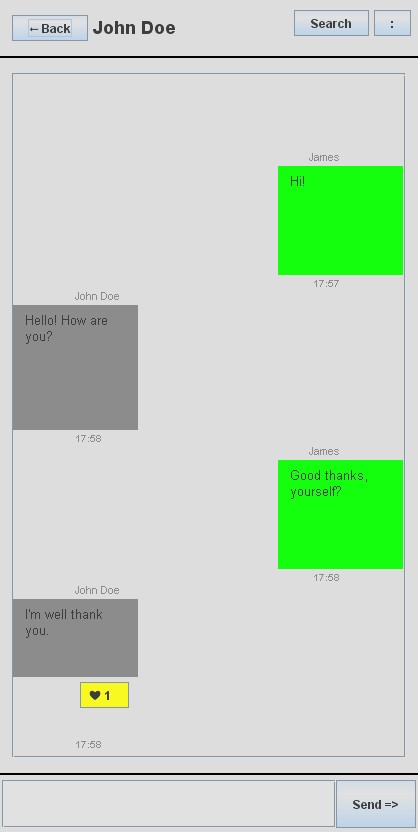 ← Back John Doe Search :
James
Hi!
17:57
John Doe
Hello! How are
you?
17:58
James
Good thanks,
yourself?
17:58
John Doe
I'm well thank
you.
♥ 1
17:58
Send =>